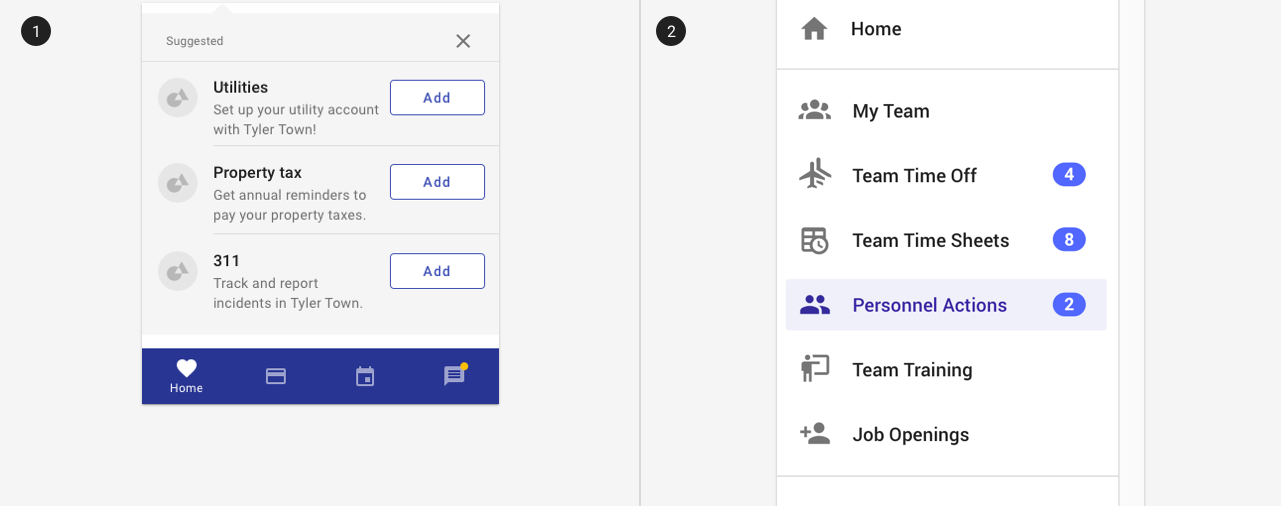 1
Suggested
Utilities
Add
Set up your utility account
with Tyler Town!
Property tax
Add
Get annual reminders to
pay your property taxes.
311
Add
Track and report
incidents in Tyler Town.
Home
2
Home
My Team
Team Time Off 4
Team Time Sheets 8
Personnel Actions 2
Team Training
Job Openings